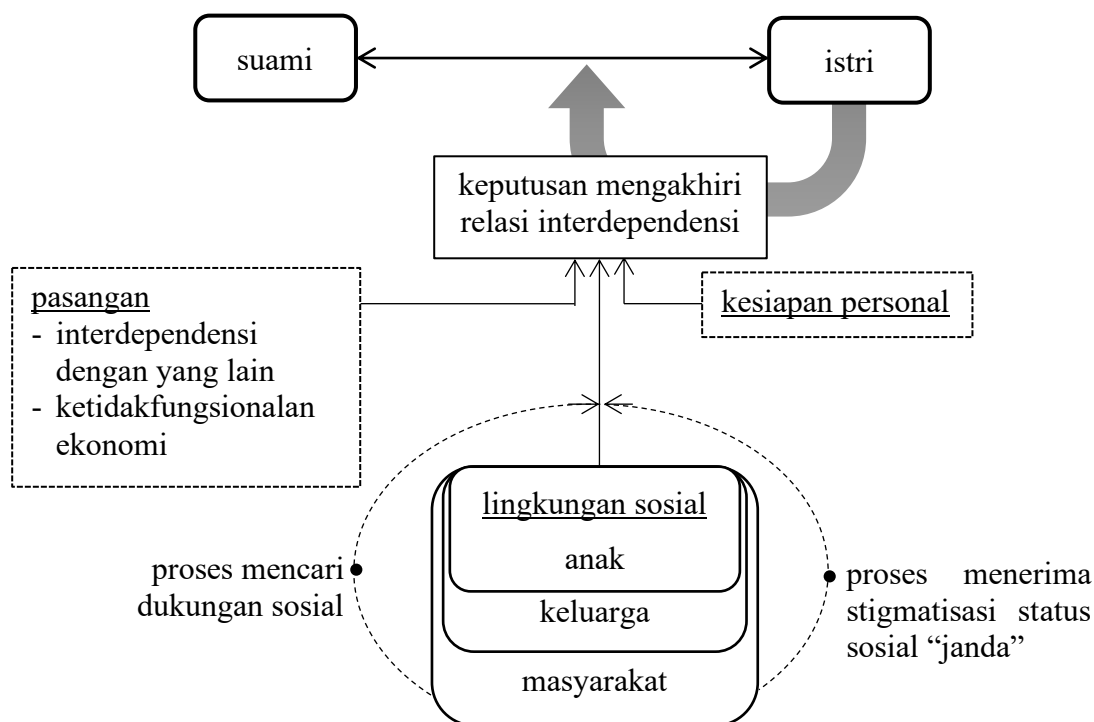 suami
istri
keputusan mengakhiri
relasi interdependensi
pasangan
- interdependensi
dengan yang lain
- ketidakfungsionalan
ekonomi
kesiapan personal
lingkungan sosial
anak
keluarga
masyarakat
proses mencari
dukungan sosial
proses menerima
stigmatisasi status
sosial “janda”